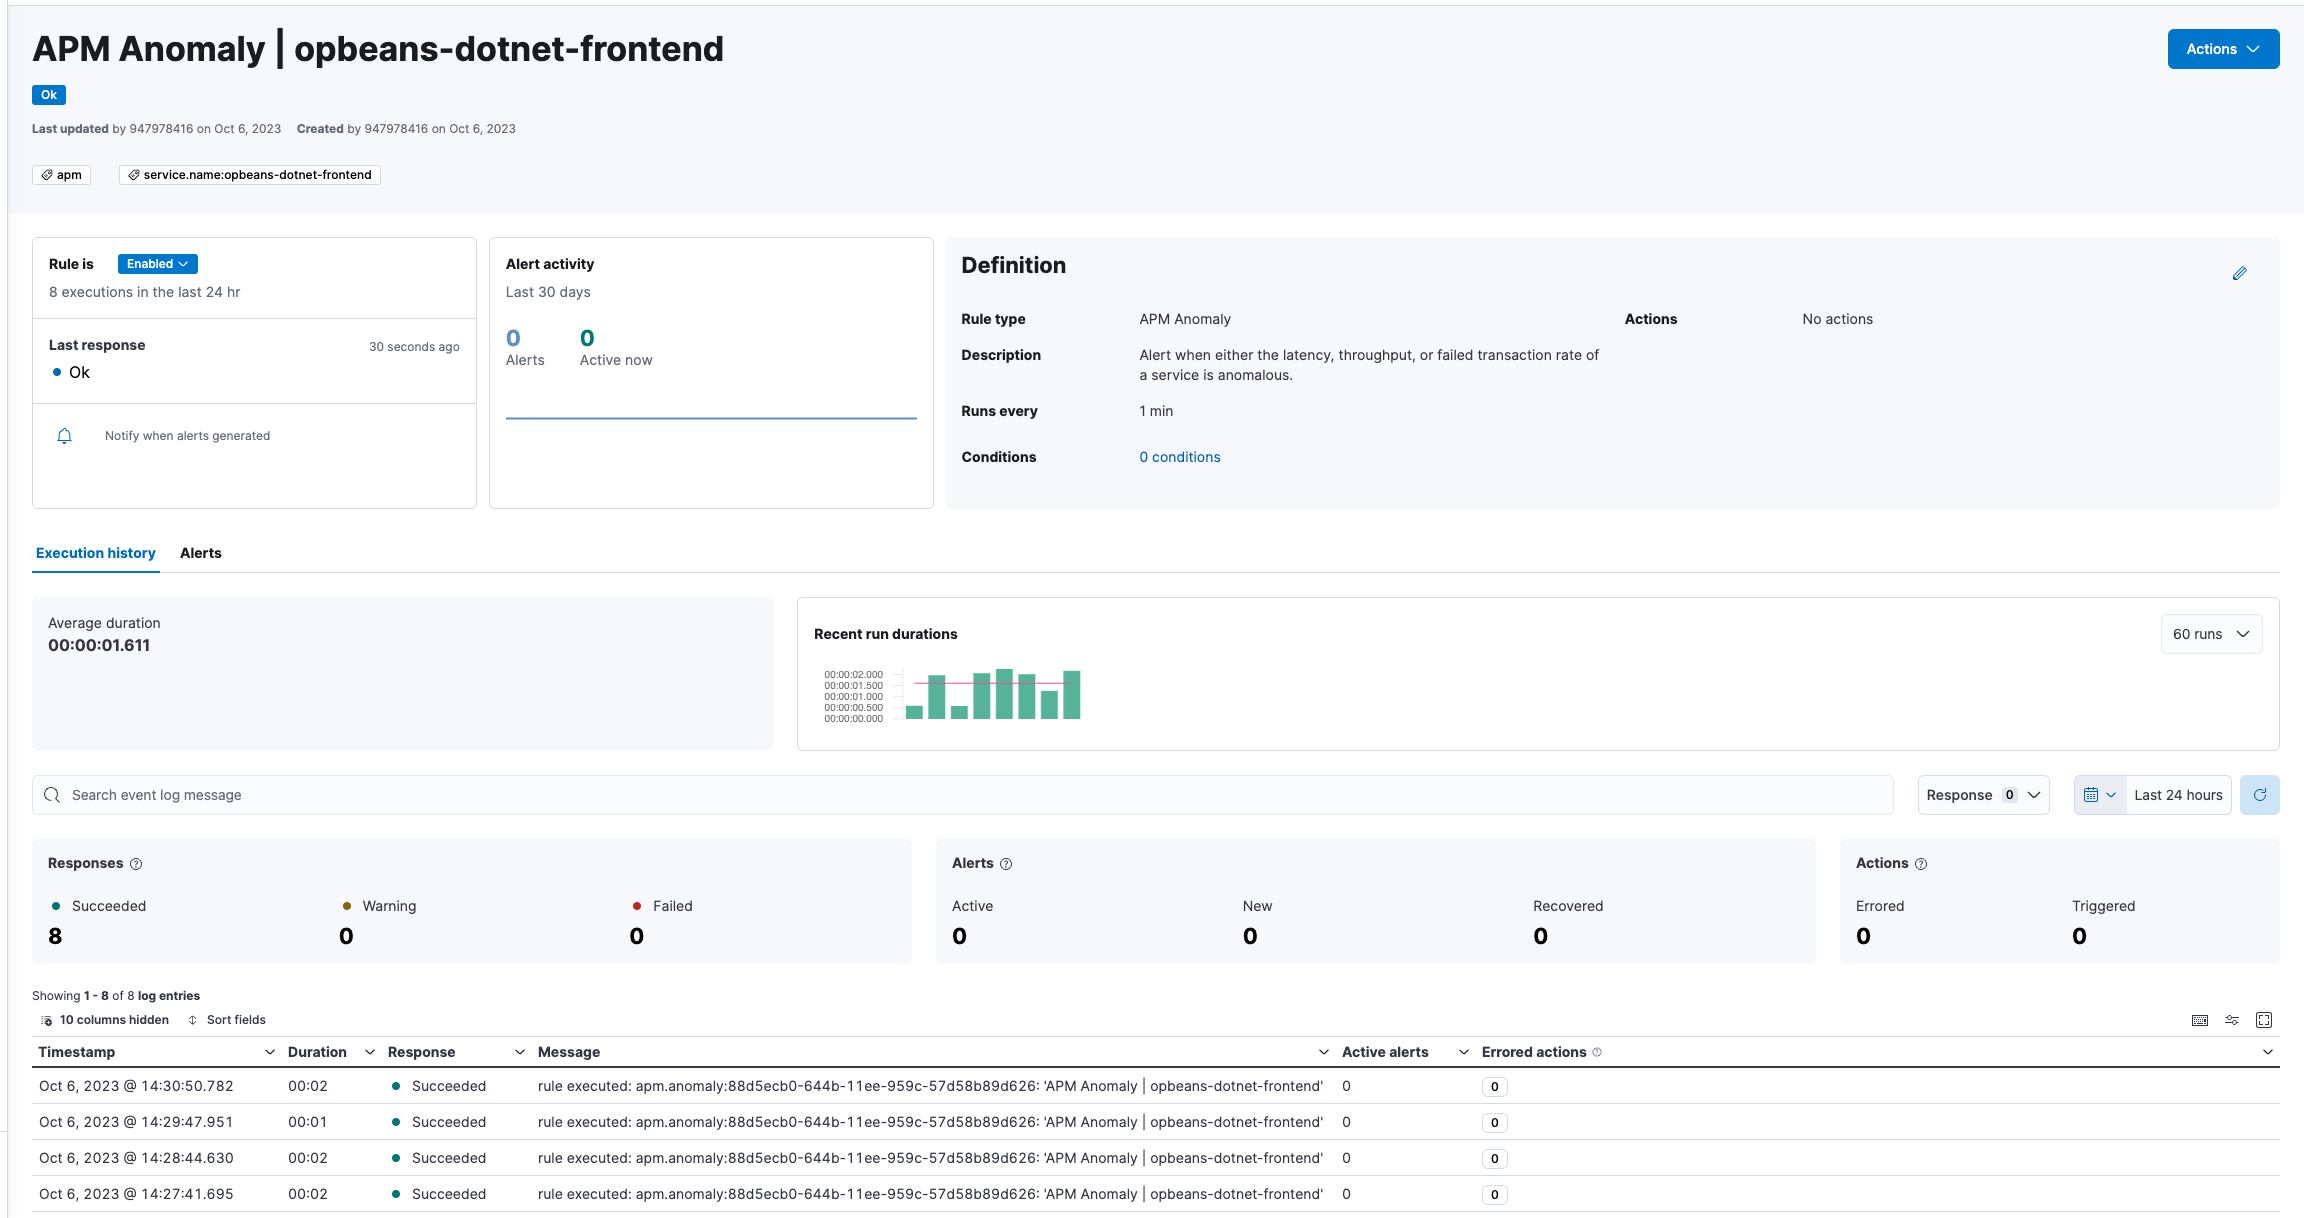 APM Anomaly | opbeans-dotnet-frontend
Actions
Ok
Last updated by 947978416 on Oct 6, 2023 Created by 947978416 on Oct 6, 2023
apm service.name:opbeans-dotnet-frontend
Rule is Enabled
8 executions in the last 24 hr
Last response 30 seconds ago
Ok
Notify when alerts generated
Alert activity
Last 30 days
0 0
Alerts Active now
Definition
Rule type APM Anomaly Actions No actions
Description Alert when either the latency, throughput, or failed transaction rate of
a service is anomalous.
Runs every 1 min
Conditions 0 conditions
Execution history Alerts
Average duration
00:00:01.611
Recent run durations 60 runs
00:00:02.000
00:00:01.500
00:00:01.000
00:00:00.500
00:00:00.000
Search event log message Response 0 Last 24 hours
Responses
Succeeded Warning Failed
8 0 0
Alerts
Active New Recovered
0 0 0
Actions
Errored Triggered
0 0
Showing 1 - 8 of 8 log entries
10 columns hidden Sort fields
Timestamp Duration Response Message Active alerts Errored actions
Oct 6, 2023 @ 14:30:50.782 00:02 Succeeded rule executed: apm.anomaly:88d5ecb0-644b-11ee-959c-57d58b89d626: 'APM Anomaly | opbeans-dotnet-frontend' 0 0
Oct 6, 2023 @ 14:29:47.951 00:01 Succeeded rule executed: apm.anomaly:88d5ecb0-644b-11ee-959c-57d58b89d626: 'APM Anomaly | opbeans-dotnet-frontend' 0 0
Oct 6, 2023 @ 14:28:44.630 00:02 Succeeded rule executed: apm.anomaly:88d5ecb0-644b-11ee-959c-57d58b89d626: 'APM Anomaly | opbeans-dotnet-frontend' 0 0
Oct 6, 2023 @ 14:27:41.695 00:02 Succeeded rule executed: apm.anomaly:88d5ecb0-644b-11ee-959c-57d58b89d626: 'APM Anomaly | opbeans-dotnet-frontend' 0 0